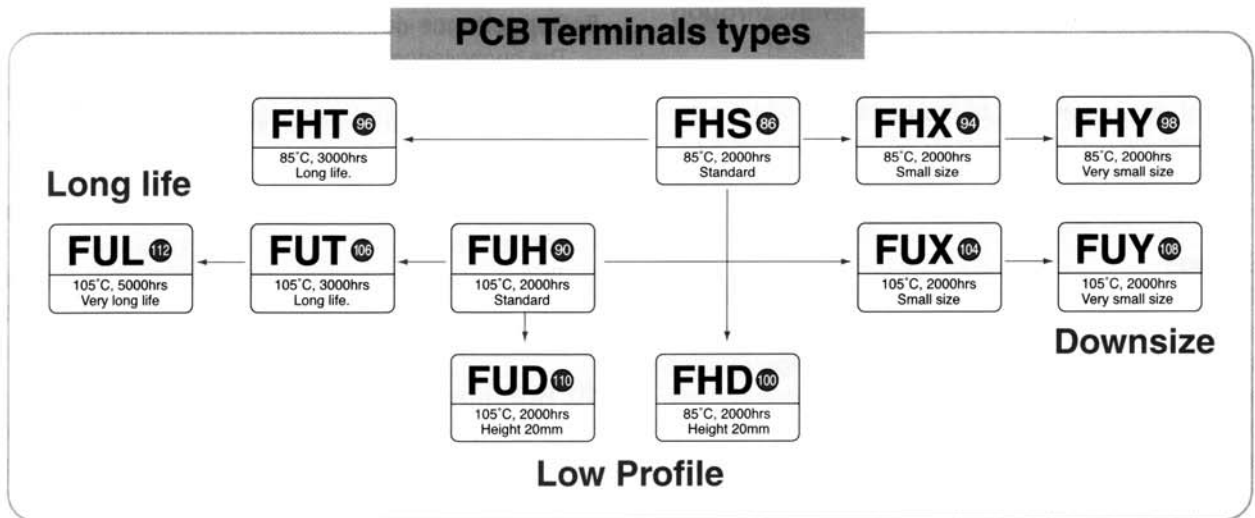 PCB Terminals types
FHT 96
85°C, 3000hrs
Long life.
FHS 86
85°C, 2000hrs
Standard
FHX 94
85°C, 2000hrs
Small size
FHY 98
85°C, 2000hrs
Very small size
Long life
FUL 112
105°C, 5000hrs
Very long life
FUT 106
105°C, 3000hrs
Long life.
FUH 90
105°C, 2000hrs
Standard
FUX 104
105°C, 2000hrs
Small size
FUY 108
105°C, 2000hrs
Very small size
Downsize
FUD 110
105°C, 2000hrs
Height 20mm
FHD 100
85°C, 2000hrs
Height 20mm
Low Profile